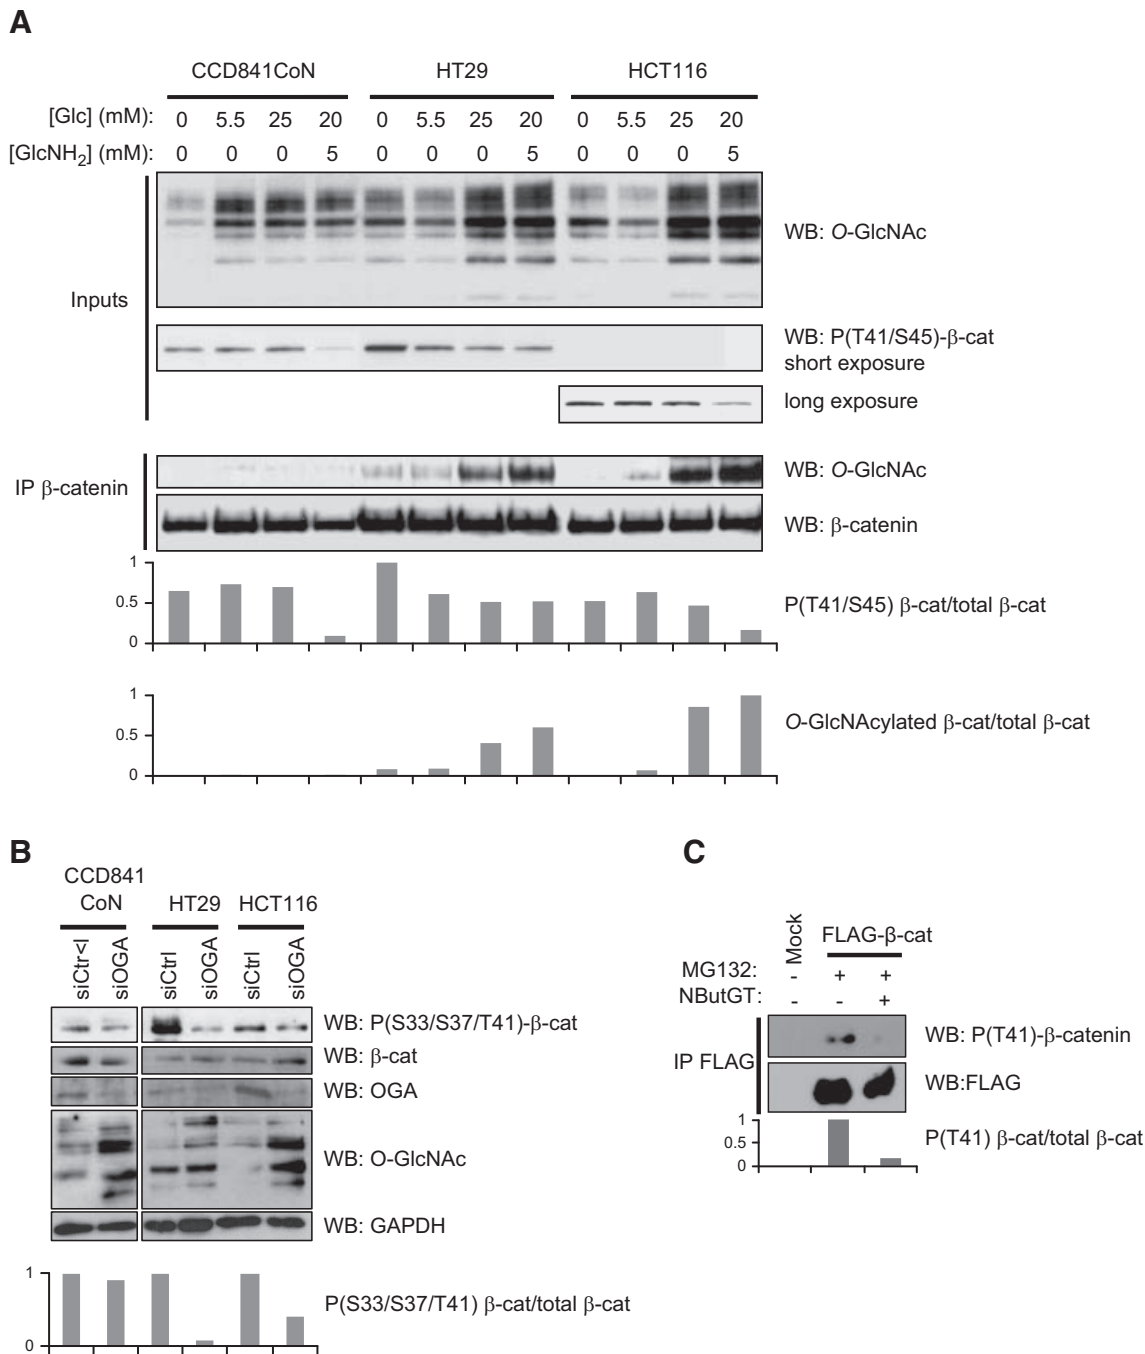 A
CCD841CoN HT29 HCT116
[Glc] (mM): 0 5.5 25 20 0 5.5 25 20 0 5.5 25 20
[GlcNH2] (mM): 0 0 0 5 0 0 0 5 0 0 0 5
WB: O-GlcNAc
Inputs
WB: P(T41/S45)-β-cat
short exposure
long exposure
IP β-catenin
WB: O-GlcNAc
WB: β-catenin
1
0.5
0
P(T41/S45) β-cat/total β-cat
1
0.5
0
O-GlcNAcylated β-cat/total β-cat
B
CCD841
CoN HT29 HCT116
siCtr<l siOGA siCtrl siOGA siCtrl siOGA
WB: P(S33/S37/T41)-β-cat
WB: β-cat
WB: OGA
WB: O-GlcNAc
WB: GAPDH
1
0
P(S33/S37/T41) β-cat/total β-cat
C
Mock FLAG-β-cat
MG132: - + +
NButGT: - - +
IP FLAG
WB: P(T41)-β-catenin
WB:FLAG
1
0.5
0
P(T41) β-cat/total β-cat